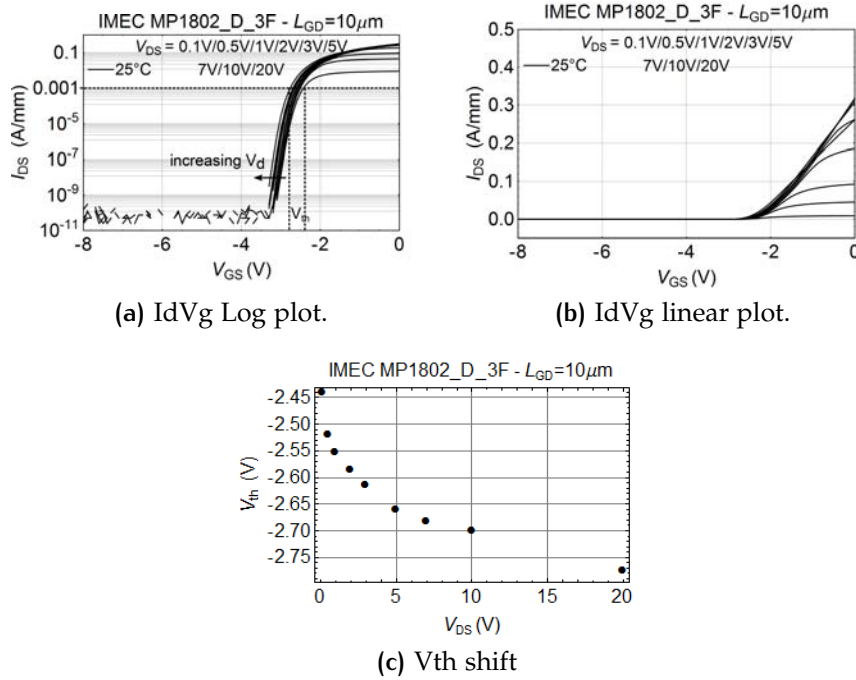 IMEC MP1802_D_3F - L_GD=10μm
V_DS = 0.1V/0.5V/1V/2V/3V/5V
25°C 7V/10V/20V
0.1
0.001
10^-5
10^-7
10^-9
10^-11
I_DS (A/mm)
increasing V_d
V_th
-8 -6 -4 -2 0
V_GS (V)
(a) IdVg Log plot.
IMEC MP1802_D_3F - L_GD=10μm
V_DS = 0.1V/0.5V/1V/2V/3V/5V
25°C 7V/10V/20V
0.5
0.4
0.3
0.2
0.1
0.0
I_DS (A/mm)
-8 -6 -4 -2 0
V_GS (V)
(b) IdVg linear plot.
IMEC MP1802_D_3F - L_GD=10μm
-2.45
-2.50
-2.55
-2.60
-2.65
-2.70
-2.75
V_th (V)
0 5 10 15 20
V_DS (V)
(c) Vth shift